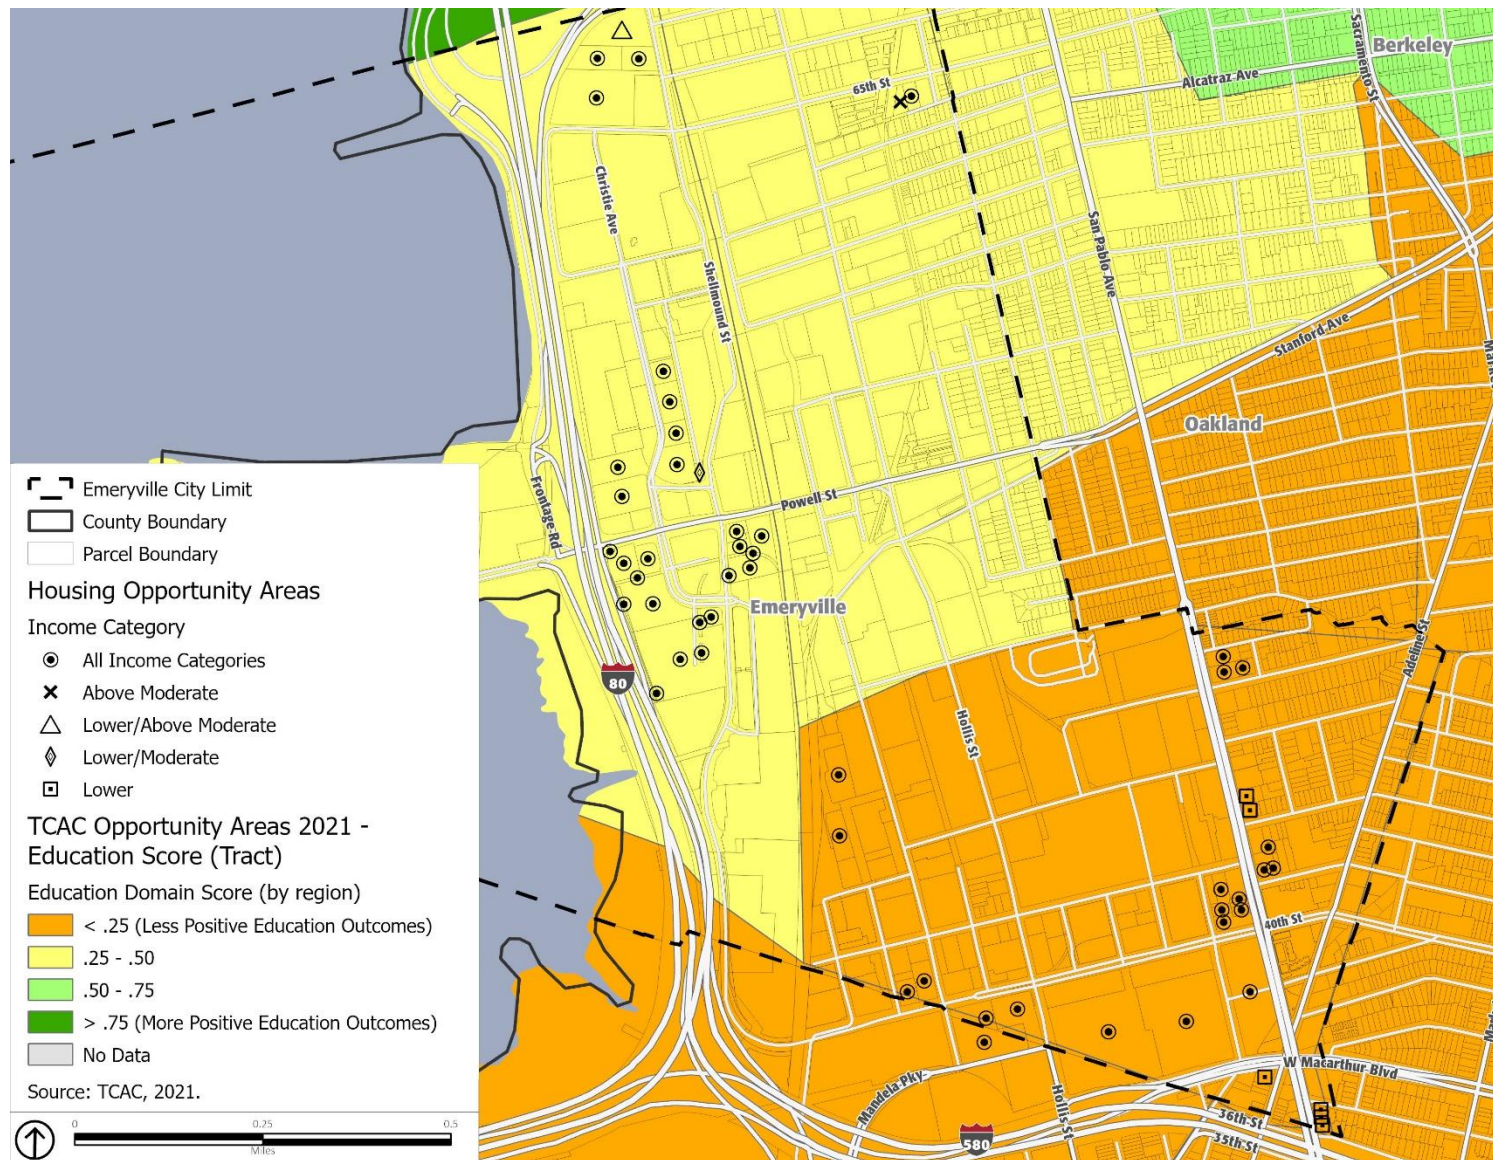 Berkeley
Sacramento St
Alcatraz Ave
65th St
Christie Ave
Shellmound St
San Pablo Ave
Stanford Ave
Oakland
Powell St
Frontage Rd
Emeryville
80
Adeline St
Hollis St
40th St
W Macarthur Blvd
Mandela Pky
Hollis St
36th St
35th St
580
Emeryville City Limit
County Boundary
Parcel Boundary
Housing Opportunity Areas
Income Category
All Income Categories
Above Moderate
Lower/Above Moderate
Lower/Moderate
Lower
TCAC Opportunity Areas 2021 -
Education Score (Tract)
Education Domain Score (by region)
< .25 (Less Positive Education Outcomes)
.25 - .50
.50 - .75
> .75 (More Positive Education Outcomes)
No Data
Source: TCAC, 2021.
0 0.25 0.5
Miles